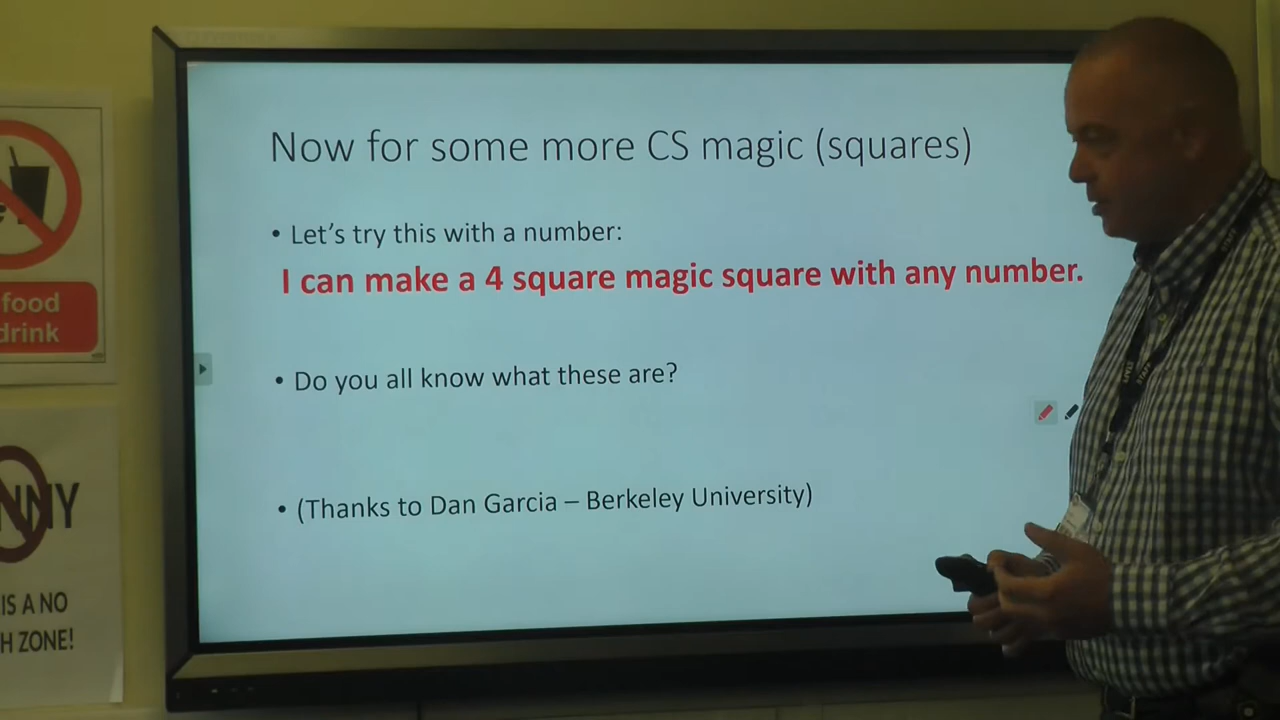 Now for some more CS magic (squares)
• Let's try this with a number:
I can make a 4 square magic square with any number.
• Do you all know what these are?
• (Thanks to Dan Garcia – Berkeley University)
food
drink
IS A NO
ZONE!
STAFF